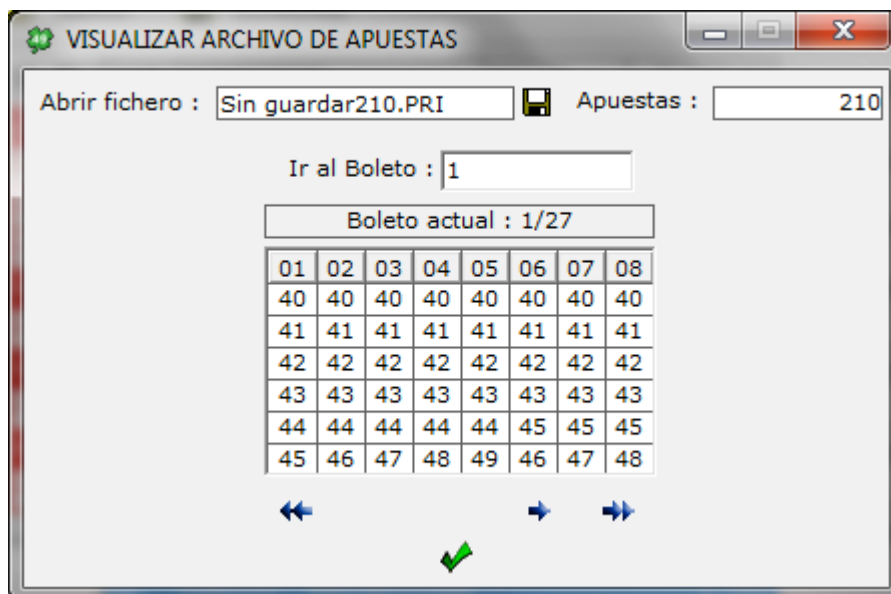 VISUALIZAR ARCHIVO DE APUESTAS
Abrir fichero : Sin guardar210.PRI Apuestas : 210
Ir al Boleto : 1
Boleto actual : 1/27
01 02 03 04 05 06 07 08
40 40 40 40 40 40 40 40
41 41 41 41 41 41 41 41
42 42 42 42 42 42 42 42
43 43 43 43 43 43 43 43
44 44 44 44 44 45 45 45
45 46 47 48 49 46 47 48